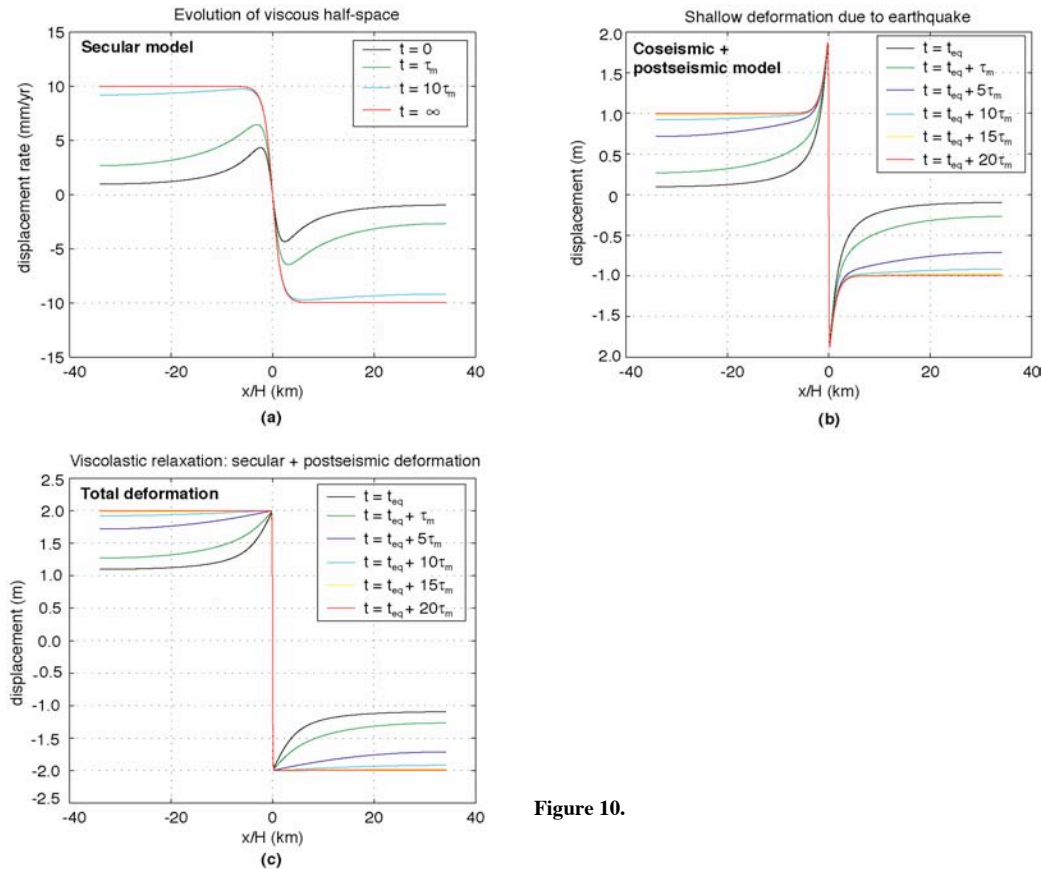 Evolution of viscous half-space
Secular model
t = 0
t = τm
t = 10τm
t = ∞
displacement rate (mm/yr)
15
10
5
0
-5
-10
-15
-40
-20
0
20
40
x/H (km)
(a)
Shallow deformation due to earthquake
Coseismic +
postseismic model
t = teq
t = teq + τm
t = teq + 5τm
t = teq + 10τm
t = teq + 15τm
t = teq + 20τm
displacement (m)
2.0
1.5
1.0
0.5
0
-0.5
-1.0
-1.5
2.0
-40
-20
0
20
40
x/H (km)
(b)
Viscolastic relaxation: secular + postseismic deformation
Total deformation
t = teq
t = teq + τm
t = teq + 5τm
t = teq + 10τm
t = teq + 15τm
t = teq + 20τm
displacement (m)
2.5
2.0
1.5
1.0
0.5
0.0
-0.5
-1.0
-1.5
-2.0
-2.5
-40
-20
0
20
40
x/H (km)
(c)
Figure 10.